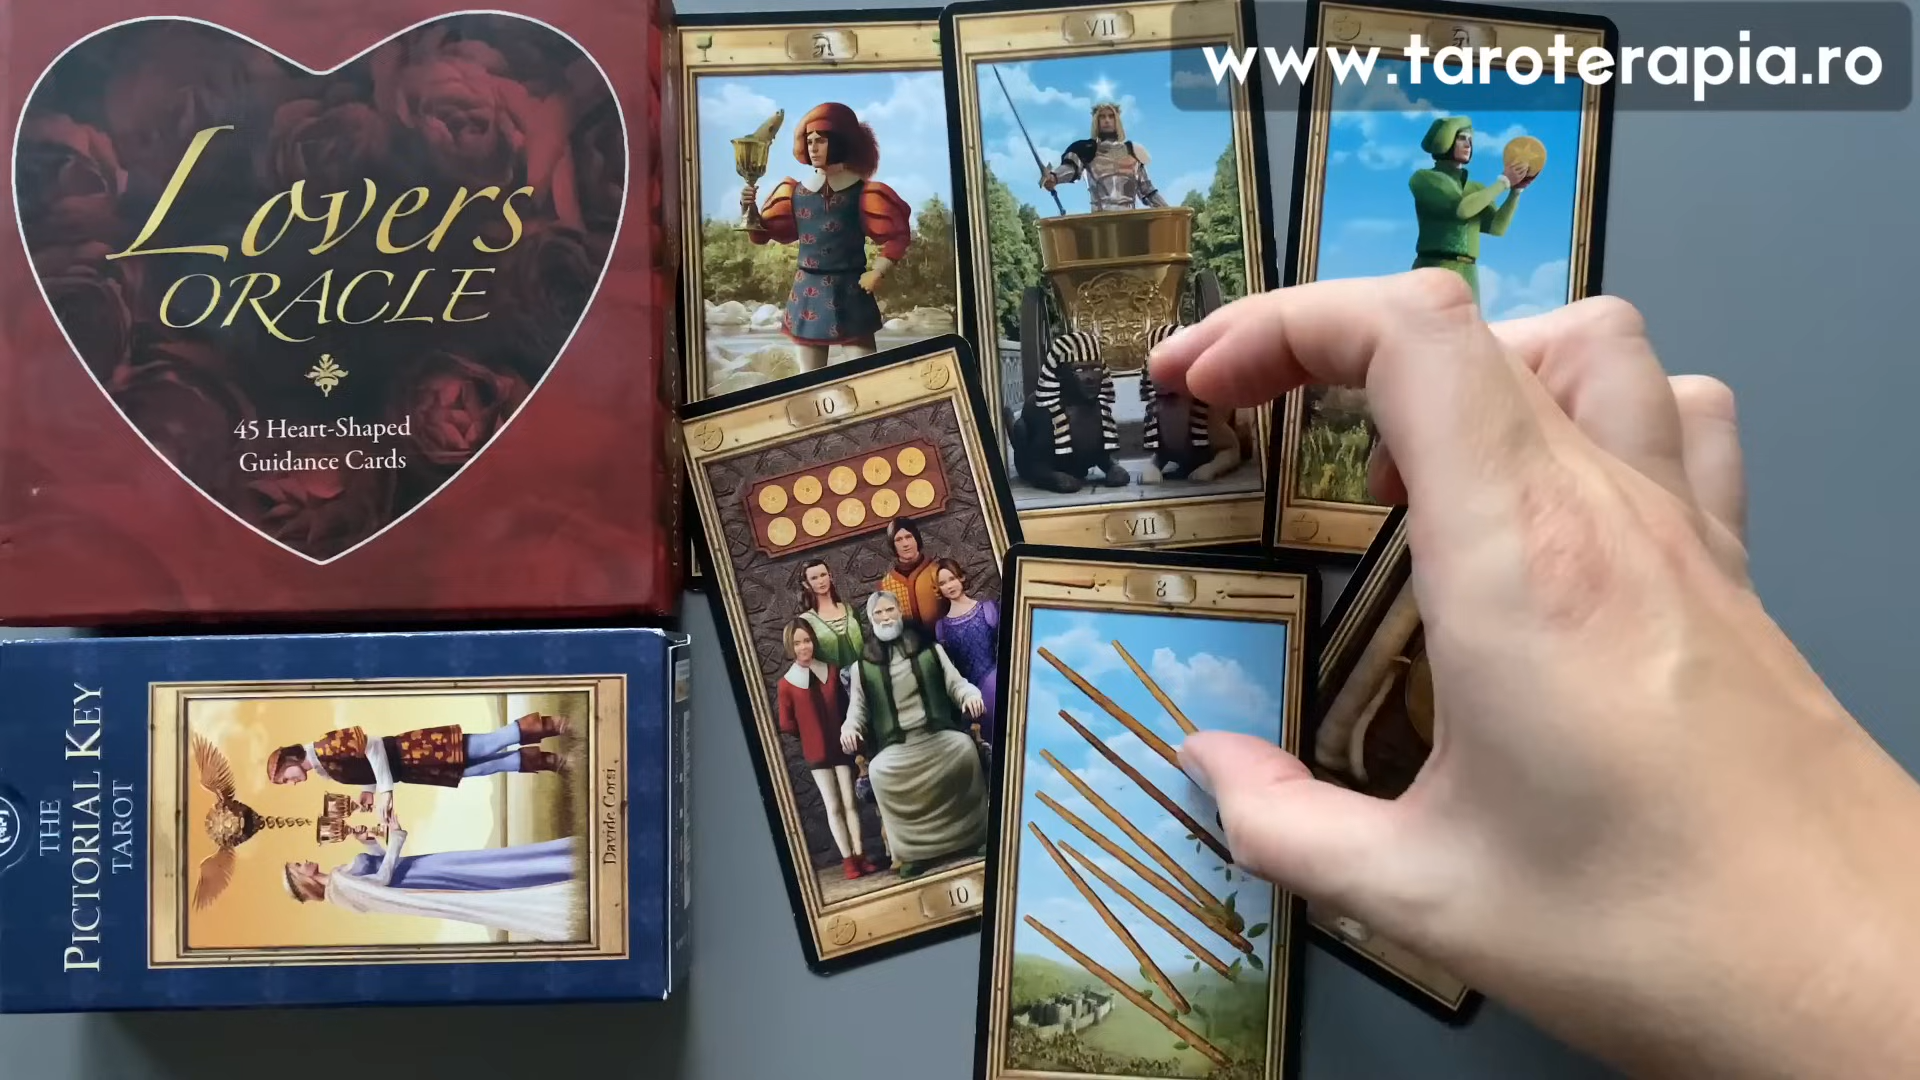 www.taroterapia.ro
Lovers
ORACLE
45 Heart-Shaped
Guidance Cards
VII
VII
10
10
8
THE
PICTORIAL KEY
TAROT
Davide Corsi